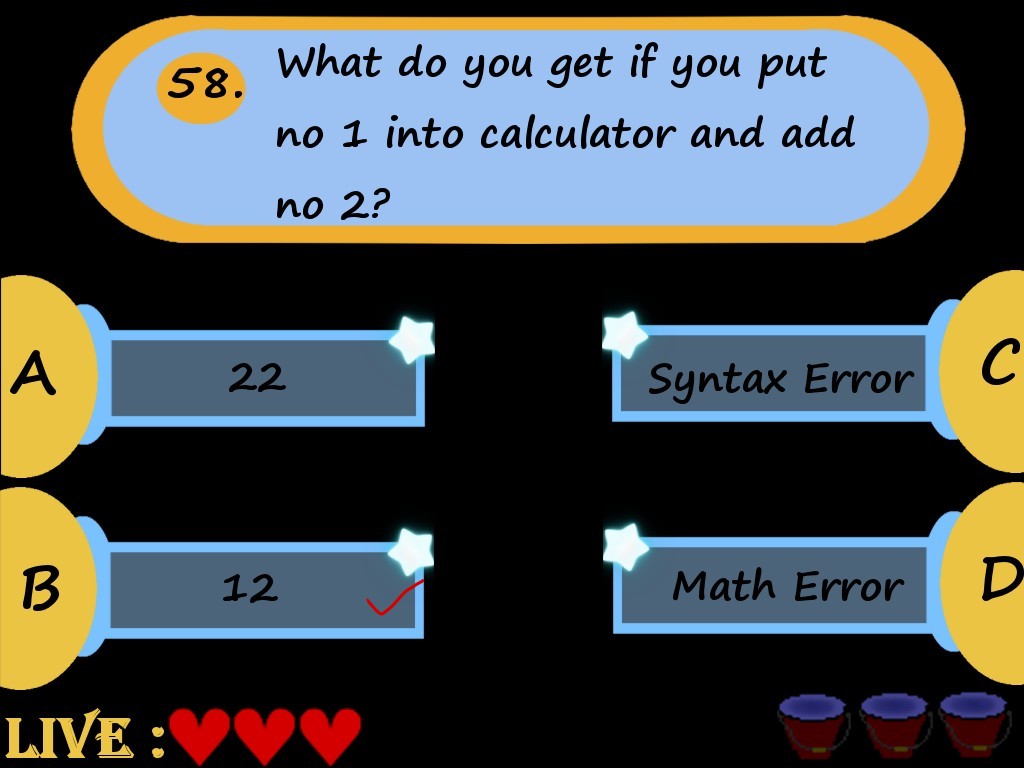 58. What do you get if you put
no 1 into calculator and add
no 2?
A 22
C Syntax Error
B 12
D Math Error
LIVE :